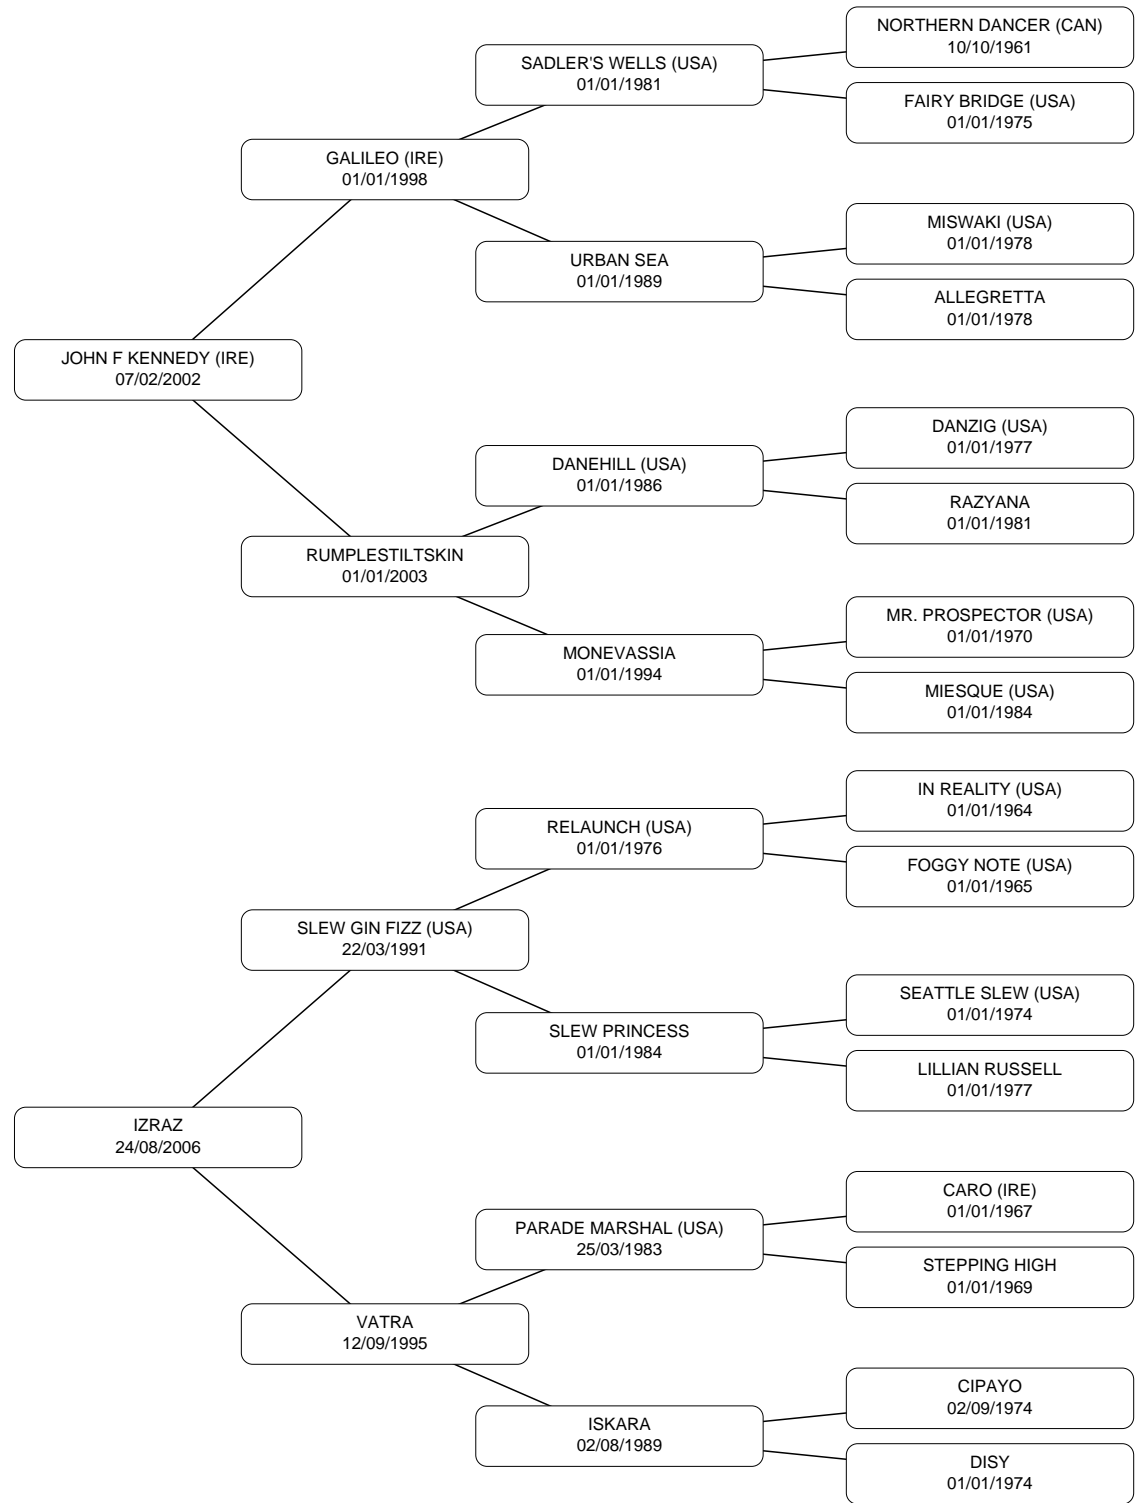 NORTHERN DANCER (CAN)
10/10/1961
SADLER'S WELLS (USA)
01/01/1981
FAIRY BRIDGE (USA)
01/01/1975
GALILEO (IRE)
01/01/1998
MISWAKI (USA)
01/01/1978
URBAN SEA
01/01/1989
ALLEGRETTA
01/01/1978
JOHN F KENNEDY (IRE)
07/02/2002
DANZIG (USA)
01/01/1977
DANEHILL (USA)
01/01/1986
RAZYANA
01/01/1981
RUMPLESTILTSKIN
01/01/2003
MR. PROSPECTOR (USA)
01/01/1970
MONEVASSIA
01/01/1994
MIESQUE (USA)
01/01/1984
IN REALITY (USA)
01/01/1964
RELAUNCH (USA)
01/01/1976
FOGGY NOTE (USA)
01/01/1965
SLEW GIN FIZZ (USA)
22/03/1991
SEATTLE SLEW (USA)
01/01/1974
SLEW PRINCESS
01/01/1984
LILLIAN RUSSELL
01/01/1977
IZRAZ
24/08/2006
CARO (IRE)
01/01/1967
PARADE MARSHAL (USA)
25/03/1983
STEPPING HIGH
01/01/1969
VATRA
12/09/1995
CIPAYO
02/09/1974
ISKARA
02/08/1989
DISY
01/01/1974